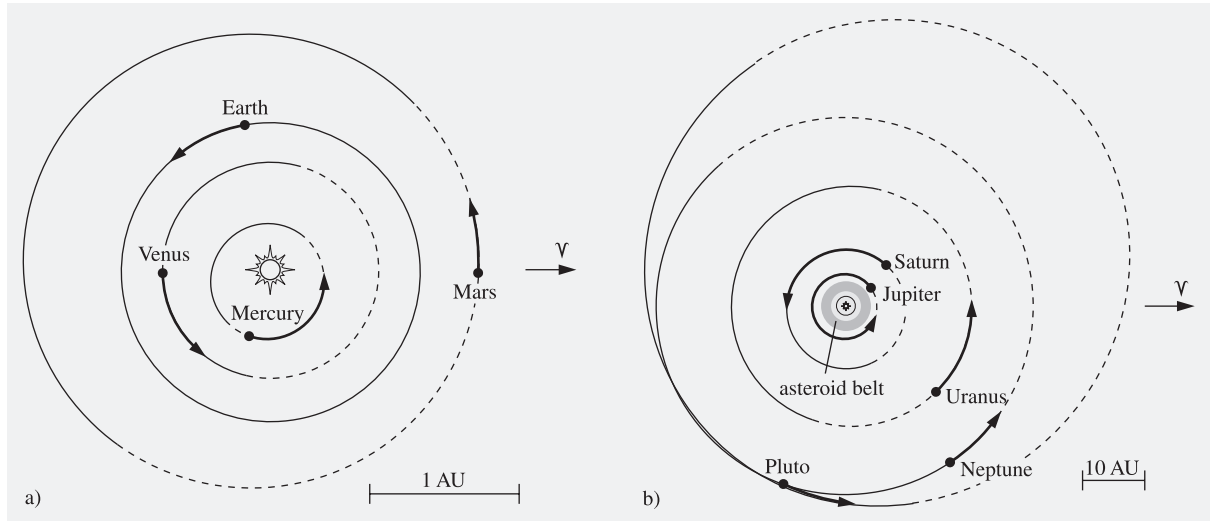 Earth
Venus
Mercury
Mars
♈
1 AU
a)
Saturn
Jupiter
asteroid belt
Uranus
Pluto
Neptune
♈
10 AU
b)